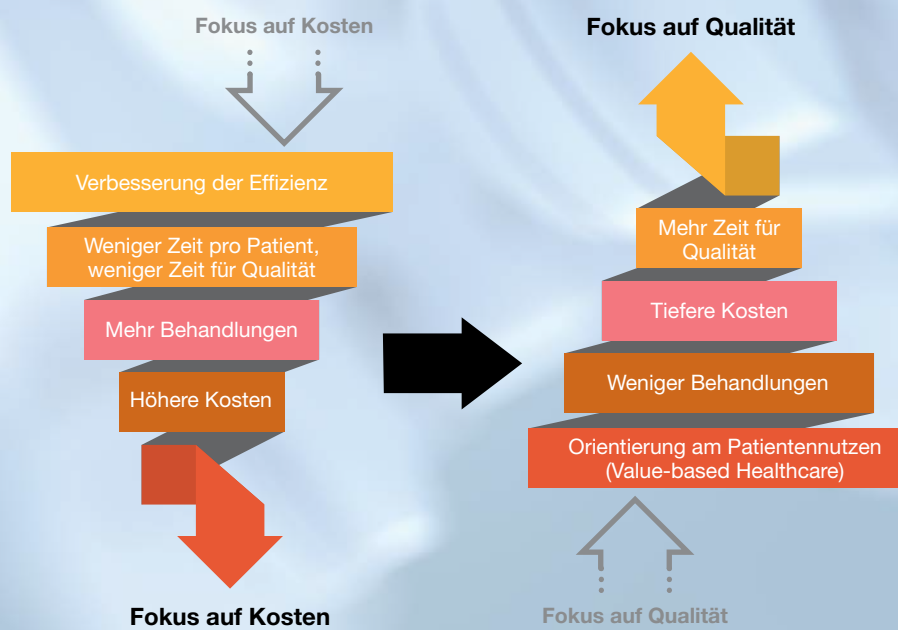 Fokus auf Kosten
Verbesserung der Effizienz
Weniger Zeit pro Patient,
weniger Zeit für Qualität
Mehr Behandlungen
Höhere Kosten
Fokus auf Kosten
Fokus auf Qualität
Mehr Zeit für
Qualität
Tiefere Kosten
Weniger Behandlungen
Orientierung am Patientennutzen
(Value-based Healthcare)
Fokus auf Qualität